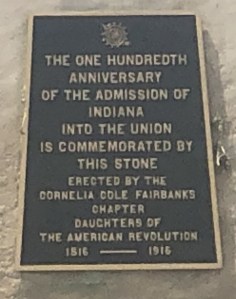 THE ONE HUNDREDTH
ANNIVERSARY
OF THE ADMISSION OF
INDIANA
INTO THE UNION
IS COMMEMORATED BY
THIS STONE
ERECTED BY THE
CORNELIA COLE FAIRBANKS
CHAPTER
DAUGHTERS OF
THE AMERICAN REVOLUTION
1816 —— 1916